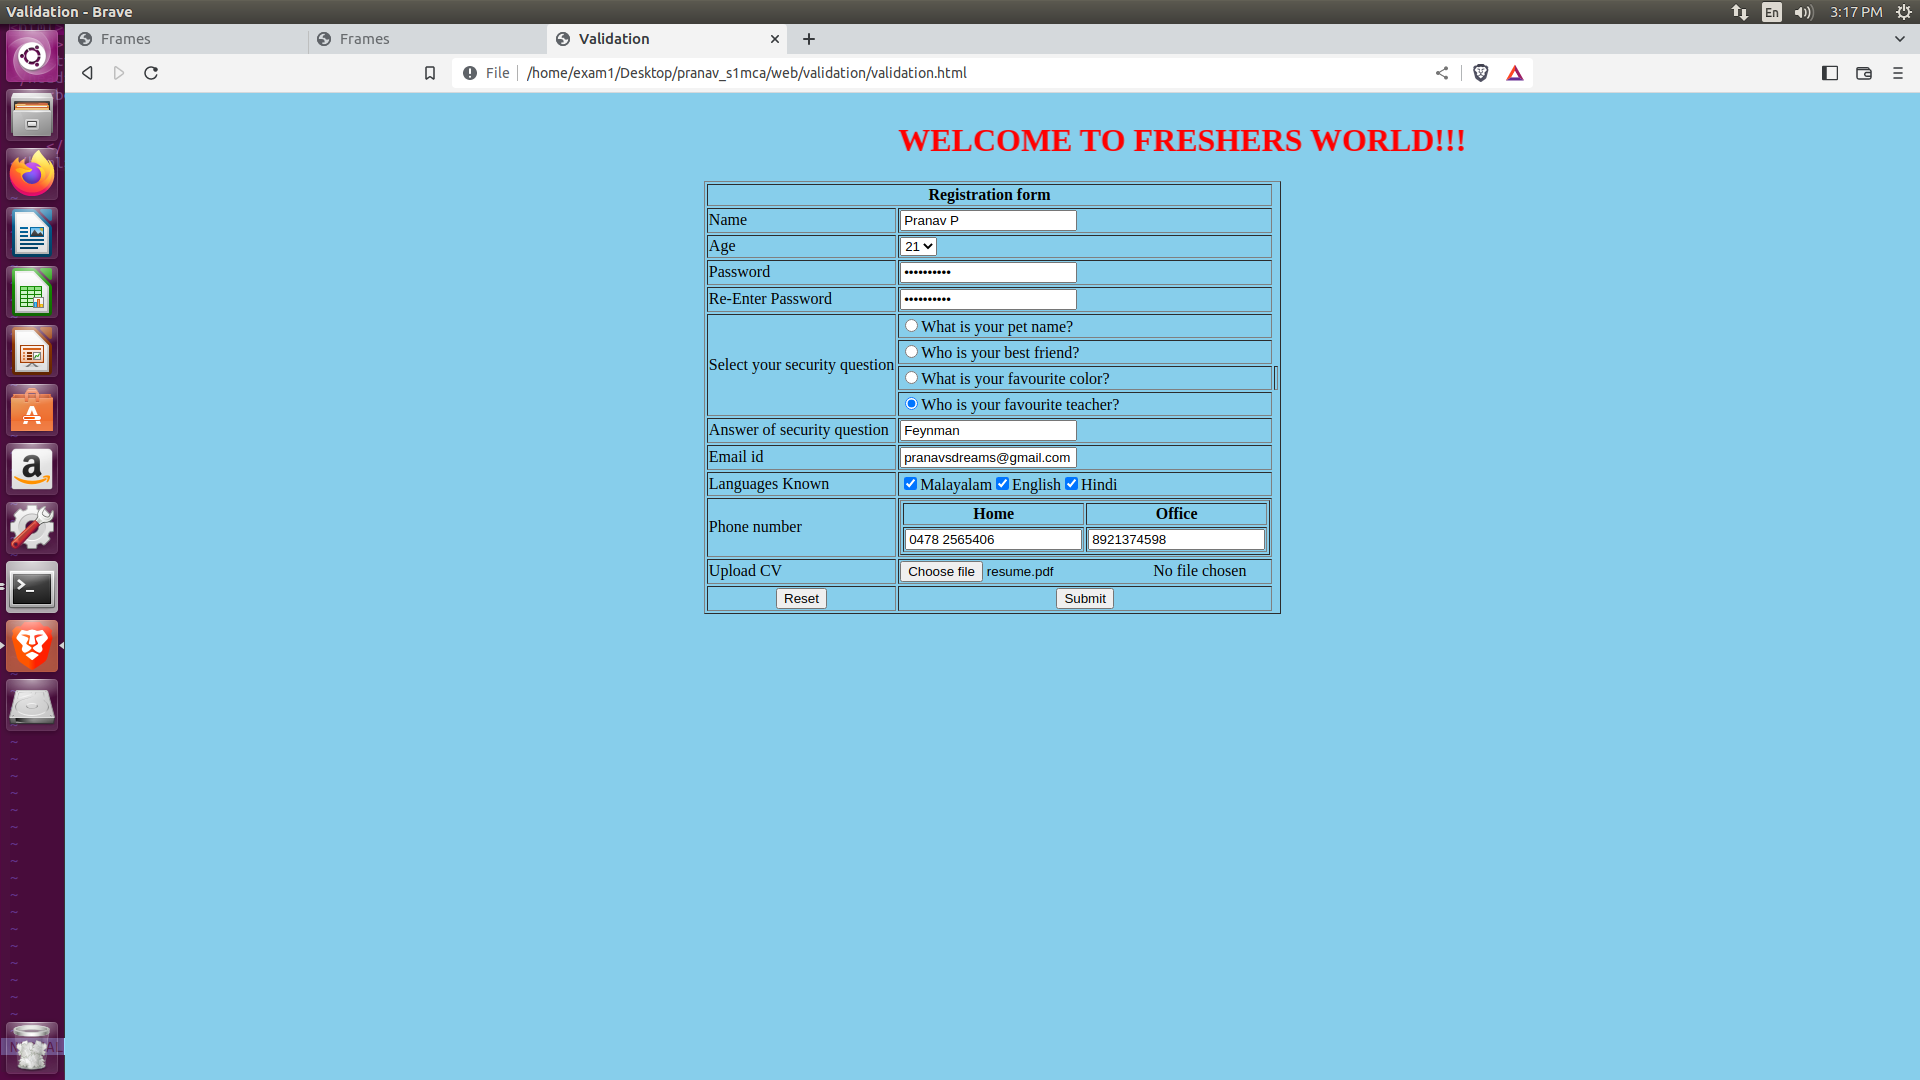 Validation - Brave
En
3:17 PM
Frames
Frames
Validation
File
/home/exam1/Desktop/pranav_s1mca/web/validation/validation.html
WELCOME TO FRESHERS WORLD!!!
Registration form
Name
Pranav P
Age
21
Password
••••••••••
Re-Enter Password
••••••••••
Select your security question
What is your pet name?
Who is your best friend?
What is your favourite color?
Who is your favourite teacher?
Answer of security question
Feynman
Email id
pranavsdreams@gmail.com
Languages Known
Malayalam English Hindi
Phone number
Home Office
0478 2565406 8921374598
Upload CV
Choose file resume.pdf No file chosen
Reset
Submit